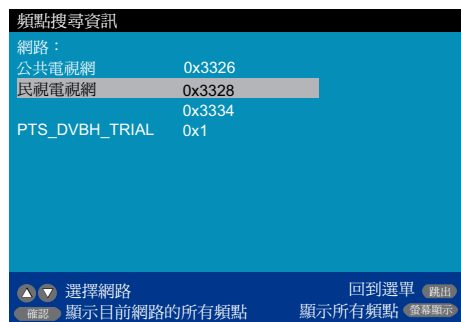 頻點搜尋資訊
網路：
公共電視網 0x3326
民視電視網 0x3328
0x3334
PTS_DVBH_TRIAL 0x1
選擇網路 回到選單 跳出
確認 顯示目前網路的所有頻點 顯示所有頻點 螢幕顯示